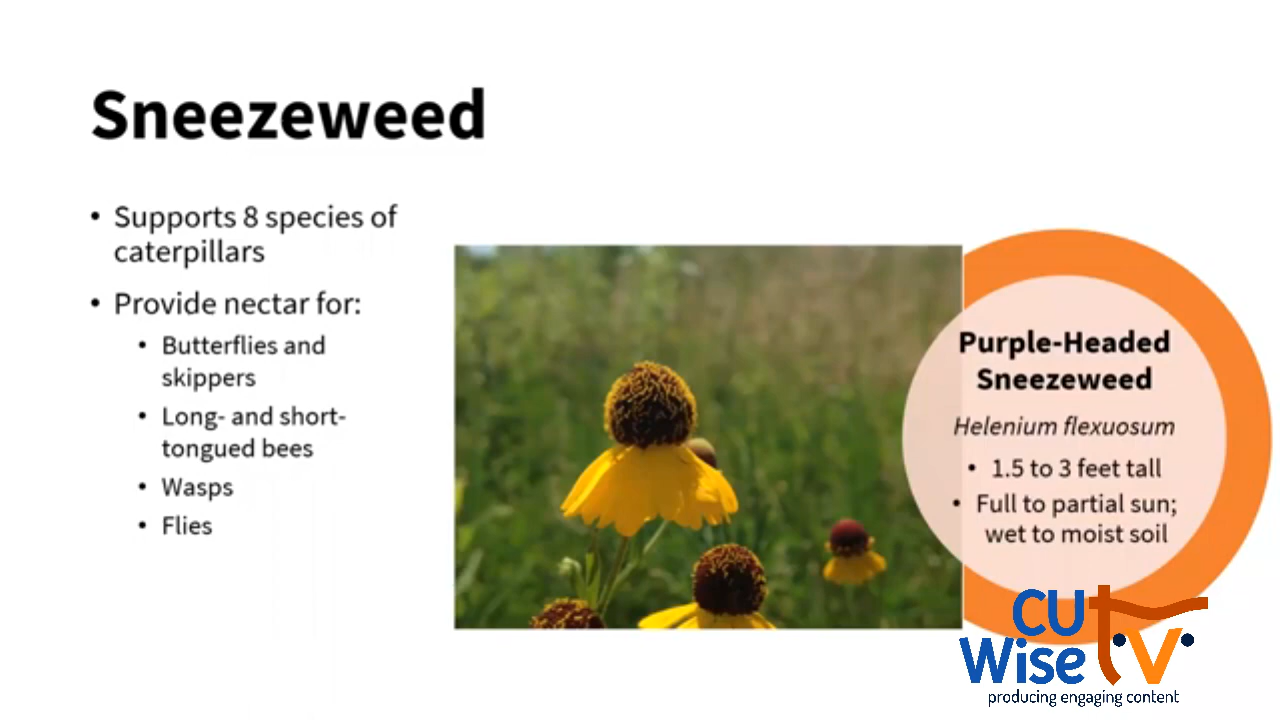 Sneezeweed
• Supports 8 species of
caterpillars
• Provide nectar for:
• Butterflies and
skippers
• Long- and short-
tongued bees
• Wasps
• Flies
Purple-Headed
Sneezeweed
Helenium flexuosum
• 1.5 to 3 feet tall
• Full to partial sun;
wet to moist soil
CU
Wise tv
producing engaging content